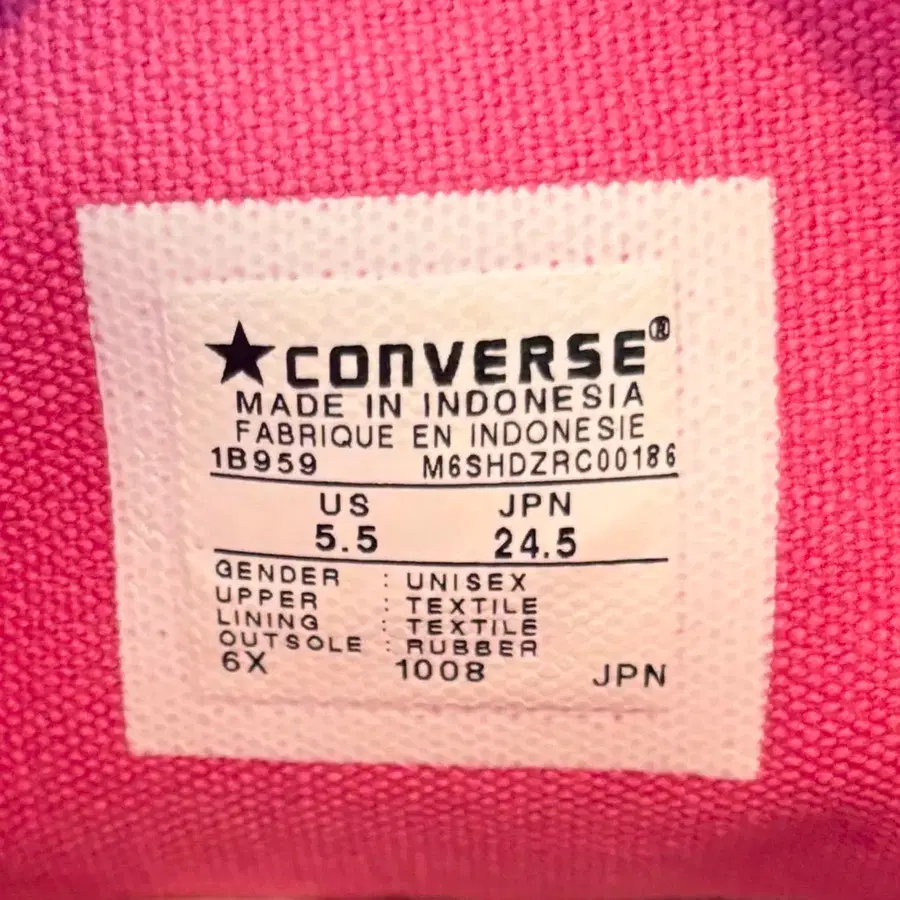 ★CONVERSE®
MADE IN INDONESIA
FABRIQUE EN INDONESIE
1B959 M6SHDZRC00186
US JPN
5.5 24.5
GENDER : UNISEX
UPPER : TEXTILE
LINING : TEXTILE
OUTSOLE : RUBBER
6X 1008 JPN